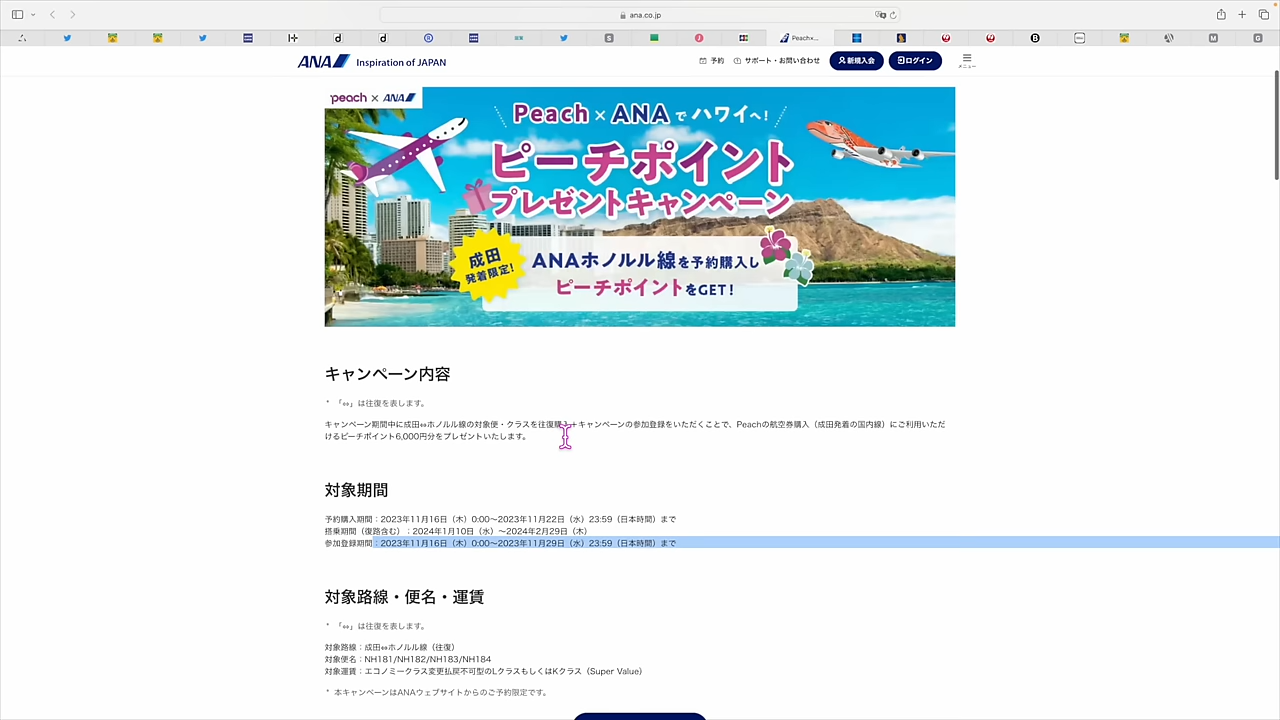 ana.co.jp
Peach×...
ANA Inspiration of JAPAN
予約
サポート・お問い合わせ
新規入会
ログイン
メニュー
peach × ANA
Peach × ANAでハワイへ!
ピーチポイント
プレゼントキャンペーン
成田
発着限定!
ANAホノルル線を予約購入し
ピーチポイントをGET!
キャンペーン内容
* 「⇔」は往復を表します。
キャンペーン期間中に成田⇔ホノルル線の対象便・クラスを往復購入+キャンペーンの参加登録をいただくことで、Peachの航空券購入（成田発着の国内線）にご利用いただ
けるピーチポイント6,000円分をプレゼントいたします。
対象期間
予約購入期間：2023年11月16日（木）0:00〜2023年11月22日（水）23:59（日本時間）まで
搭乗期間（復路含む）：2024年1月10日（水）〜2024年2月29日（木）
参加登録期間：2023年11月16日（木）0:00〜2023年11月29日（水）23:59（日本時間）まで
対象路線・便名・運賃
* 「⇔」は往復を表します。
対象路線：成田⇔ホノルル線（往復）
対象便名：NH181/NH182/NH183/NH184
対象運賃：エコノミークラス変更払戻不可型のLクラスもしくはKクラス（Super Value）
* 本キャンペーンはANAウェブサイトからのご予約限定です。